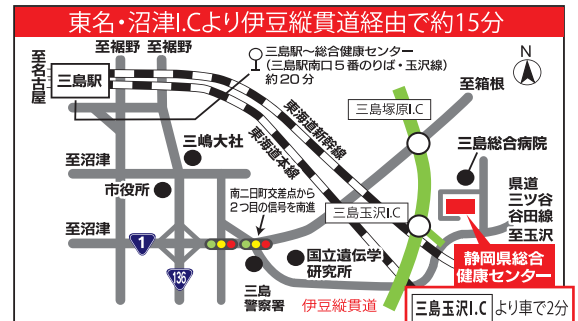 東名・沼津I.Cより伊豆縦貫道経由で約15分
至裾野
至裾野
至名古屋
三島駅
三島駅〜総合健康センター
（三島駅南口5番のりば・玉沢線）
約20分
N
至箱根
三島塚原I.C
東海道新幹線
東海道本線
三嶋大社
三島総合病院
至沼津
市役所
南二日町交差点から
2つ目の信号を南進
三島玉沢I.C
県道
三ツ谷
谷田線
至玉沢
至沼津
1
136
国立遺伝学
研究所
静岡県総合
健康センター
三島
警察署
伊豆縦貫道
三島玉沢I.Cより車で2分